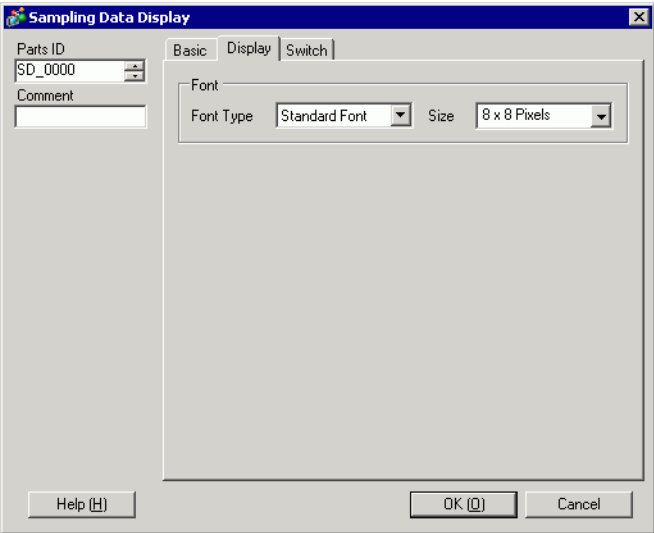 Sampling Data Display
Parts ID
SD_0000
Comment
Basic Display Switch
Font
Font Type Standard Font Size 8 x 8 Pixels
Help (H) OK (O) Cancel